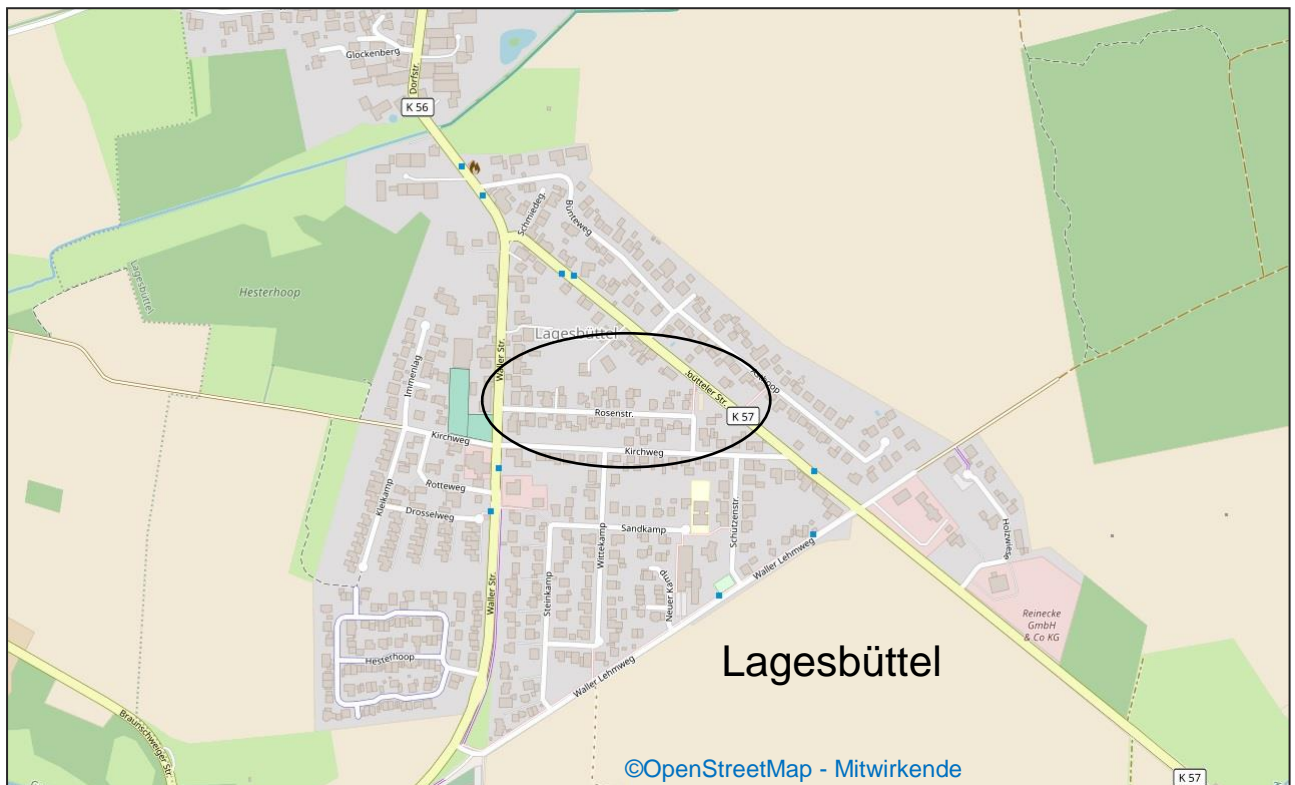 Glockenberg
Dorfstr.
K 56
Schmiedeg.
Bünteweg
Lagesbüttel
Hesterhoop
Lagesbüttel
Waller Str.
Immenlag
bütteler Str.
K 57
Rosenstr.
Kirchweg
Kirchweg
Rotteweg
Kleikamp
Drosselweg
Sandkamp
Schützenstr.
Wittekamp
Steinkamp
Neuer Kamp
Waller Lehmweg
Holzwiese
Waller Str.
Reinecke
GmbH
& Co KG
Hesterhoop
Lagesbüttel
Waller Lehmweg
Braunschweiger Str.
©OpenStreetMap - Mitwirkende
K 57